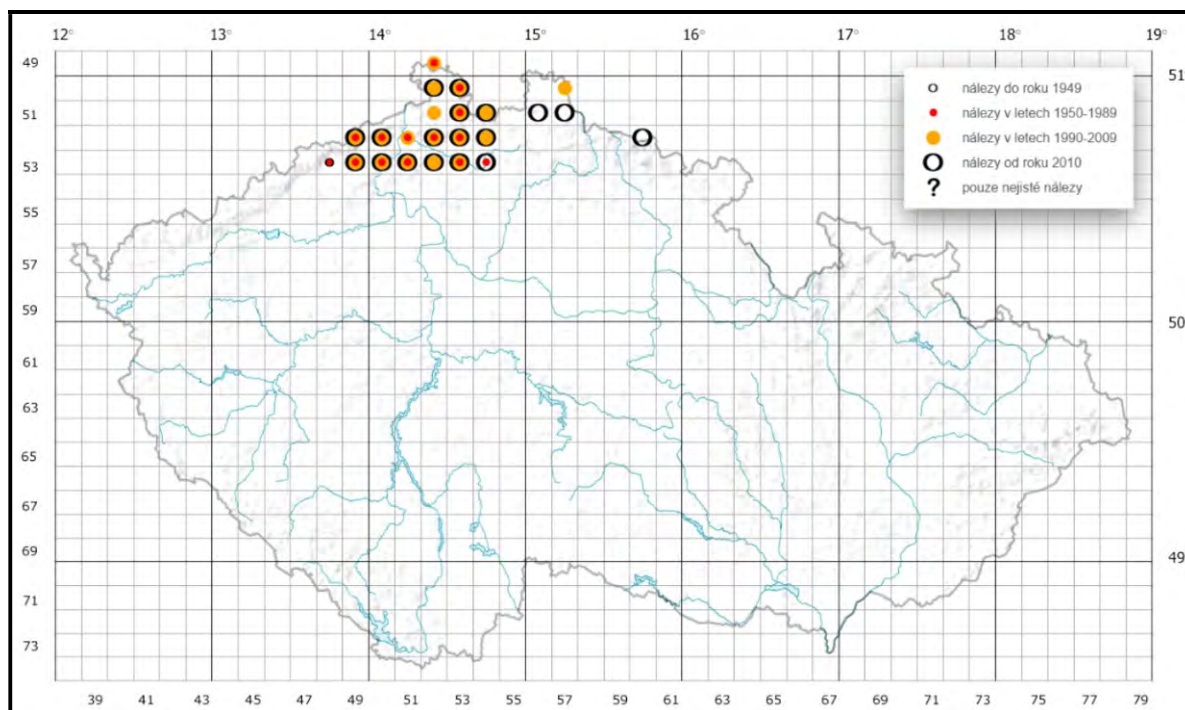 12° 13° 14° 15° 16° 17° 18° 19°
49
51
53
55
57
59
61
63
65
67
69
71
73
51
50
49
nálezy do roku 1949
nálezy v letech 1950-1989
nálezy v letech 1990-2009
nálezy od roku 2010
? pouze nejisté nálezy
39 41 43 45 47 49 51 53 55 57 59 61 63 65 67 69 71 73 75 77 79